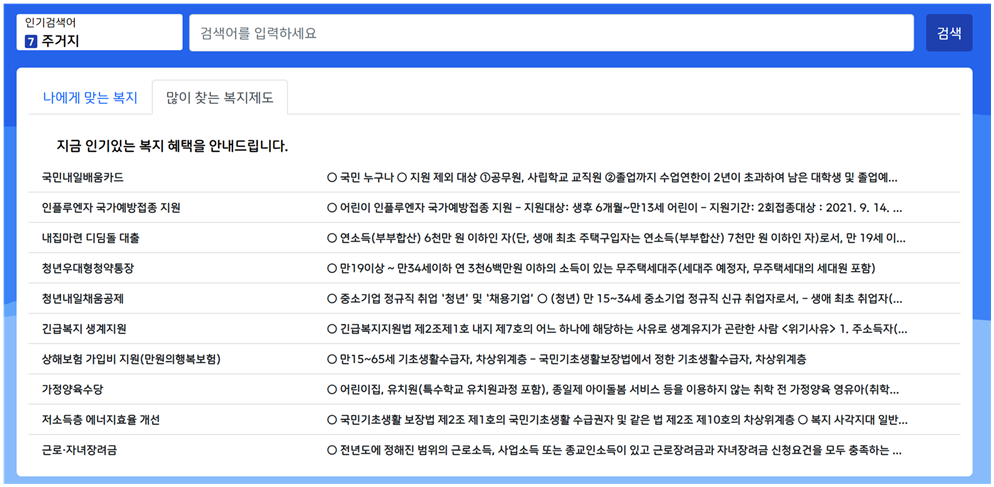 인기검색어
7 주거지
검색어를 입력하세요
검색
나에게 맞는 복지
많이 찾는 복지제도
지금 인기있는 복지 혜택을 안내드립니다.
국민내일배움카드 ○ 국민 누구나 ○ 지원 제외 대상 ①공무원, 사립학교 교직원 ②졸업까지 수업연한이 2년이 초과하여 남은 대학생 및 졸업예...
인플루엔자 국가예방접종 지원 ○ 어린이 인플루엔자 국가예방접종 지원 - 지원대상: 생후 6개월~만13세 어린이 - 지원기간: 2회접종대상 : 2021. 9. 14. ...
내집마련 디딤돌 대출 ○ 연소득(부부합산) 6천만 원 이하인 자(단, 생애 최초 주택구입자는 연소득(부부합산) 7천만 원 이하인 자)로서, 만 19세 이...
청년우대형청약통장 ○ 만19이상 ~ 만34세이하 연 3천6백만원 이하의 소득이 있는 무주택세대주(세대주 예정자, 무주택세대의 세대원 포함)
청년내일채움공제 ○ 중소기업 정규직 취업 '청년' 및 '채용기업' ○ (청년) 만 15~34세 중소기업 정규직 신규 취업자로서, - 생애 최초 취업자(...
긴급복지 생계지원 ○ 긴급복지지원법 제2조제1호 내지 제7호의 어느 하나에 해당하는 사유로 생계유지가 곤란한 사람 <위기사유> 1. 주소득자(...
상해보험 가입비 지원(만원의행복보험) ○ 만15~65세 기초생활수급자, 차상위계층 - 국민기초생활보장법에서 정한 기초생활수급자, 차상위계층
가정양육수당 ○ 어린이집, 유치원(특수학교 유치원과정 포함), 종일제 아이돌봄 서비스 등을 이용하지 않는 취학 전 가정양육 영유아(취학...
저소득층 에너지효율 개선 ○ 국민기초생활 보장법 제2조 제1호의 국민기초생활 수급권자 및 같은 법 제2조 제10호의 차상위계층 ○ 복지 사각지대 일반...
근로·자녀장려금 ○ 전년도에 정해진 범위의 근로소득, 사업소득 또는 종교인소득이 있고 근로장려금과 자녀장려금 신청요건을 모두 충족하는 ...